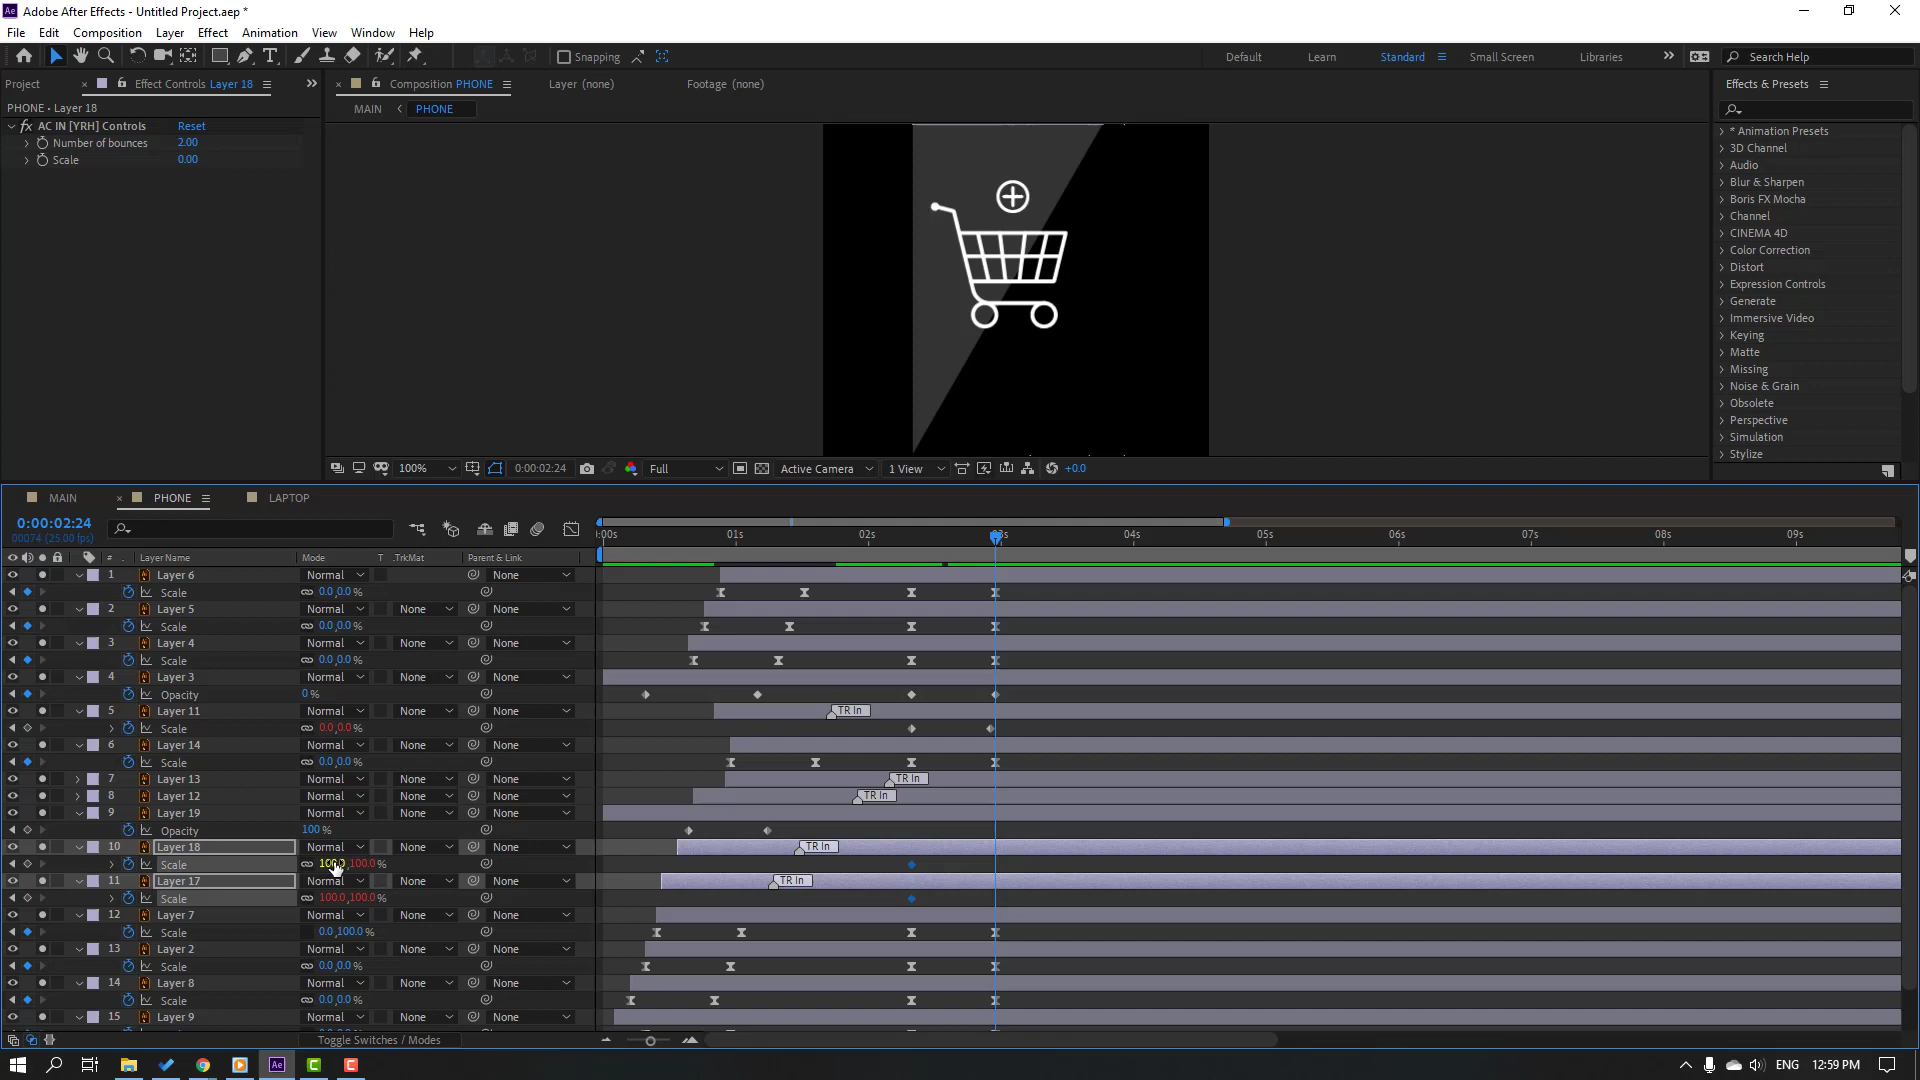 Adobe After Effects - Untitled Project.aep *
File Edit Composition Layer Effect Animation View Window Help
Snapping
Default Learn Standard Small Screen Libraries Search Help
Project Effect Controls Layer 18
PHONE • Layer 18
fx AC IN [YRH] Controls Reset
Number of bounces 2.00
Scale 0.00
Composition PHONE Layer (none) Footage (none)
MAIN PHONE
100% 0:00:02:24 Full Active Camera 1 View +0.0
Effects & Presets
* Animation Presets
3D Channel
Audio
Blur & Sharpen
Boris FX Mocha
Channel
CINEMA 4D
Color Correction
Distort
Expression Controls
Generate
Immersive Video
Keying
Matte
Missing
Noise & Grain
Obsolete
Perspective
Simulation
Stylize
MAIN PHONE LAPTOP
0:00:02:24
00074 (25.00 fps)
# Layer Name Mode T .TrkMat Parent & Link
:00s 01s 02s 03s 04s 05s 06s 07s 08s 09s
1 Layer 6 Normal None
Scale 0.0,0.0%
2 Layer 5 Normal None None
Scale 0.0,0.0%
3 Layer 4 Normal None None
Scale 0.0,0.0%
4 Layer 3 Normal None None
Opacity 0%
5 Layer 11 Normal None None TR In
Scale 0.0,0.0%
6 Layer 14 Normal None None
Scale 0.0,0.0%
7 Layer 13 Normal None None TR In
8 Layer 12 Normal None None TR In
9 Layer 19 Normal None None
Opacity 100%
10 Layer 18 Normal None None TR In
Scale 100.0,100.0%
11 Layer 17 Normal None None TR In
Scale 100.0,100.0%
12 Layer 7 Normal None None
Scale 0.0,100.0%
13 Layer 2 Normal None None
Scale 0.0,0.0%
14 Layer 8 Normal None None
Scale 0.0,0.0%
15 Layer 9 Normal None None
Toggle Switches / Modes
ENG 12:59 PM